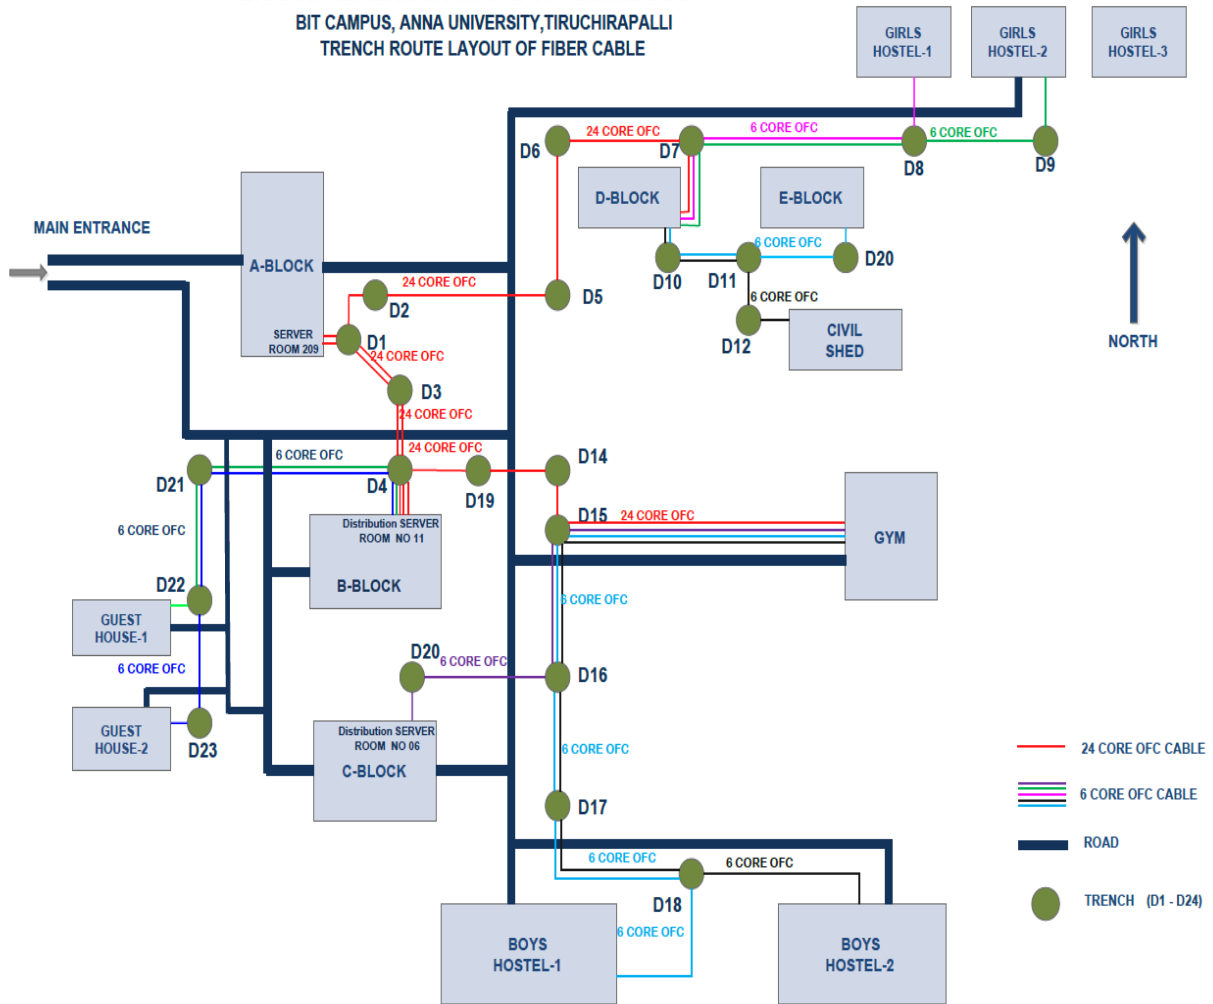 BIT CAMPUS, ANNA UNIVERSITY,TIRUCHIRAPALLI
TRENCH ROUTE LAYOUT OF FIBER CABLE
GIRLS
HOSTEL-1
GIRLS
HOSTEL-2
GIRLS
HOSTEL-3
24 CORE OFC
6 CORE OFC
6 CORE OFC
D6
D7
D8
D9
D-BLOCK
E-BLOCK
MAIN ENTRANCE
A-BLOCK
6 CORE OFC
D10
D11
D20
24 CORE OFC
D2
D5
6 CORE OFC
SERVER
ROOM 209
D1
D12
CIVIL
SHED
NORTH
24 CORE OFC
D3
24 CORE OFC
6 CORE OFC
24 CORE OFC
D14
D21
D4
D19
6 CORE OFC
Distribution SERVER
ROOM NO 11
B-BLOCK
D15
24 CORE OFC
GYM
D22
6 CORE OFC
GUEST
HOUSE-1
6 CORE OFC
D20
6 CORE OFC
D16
GUEST
HOUSE-2
D23
Distribution SERVER
ROOM NO 06
C-BLOCK
6 CORE OFC
D17
24 CORE OFC CABLE
6 CORE OFC CABLE
ROAD
TRENCH (D1 - D24)
6 CORE OFC
6 CORE OFC
D18
6 CORE OFC
BOYS
HOSTEL-1
BOYS
HOSTEL-2